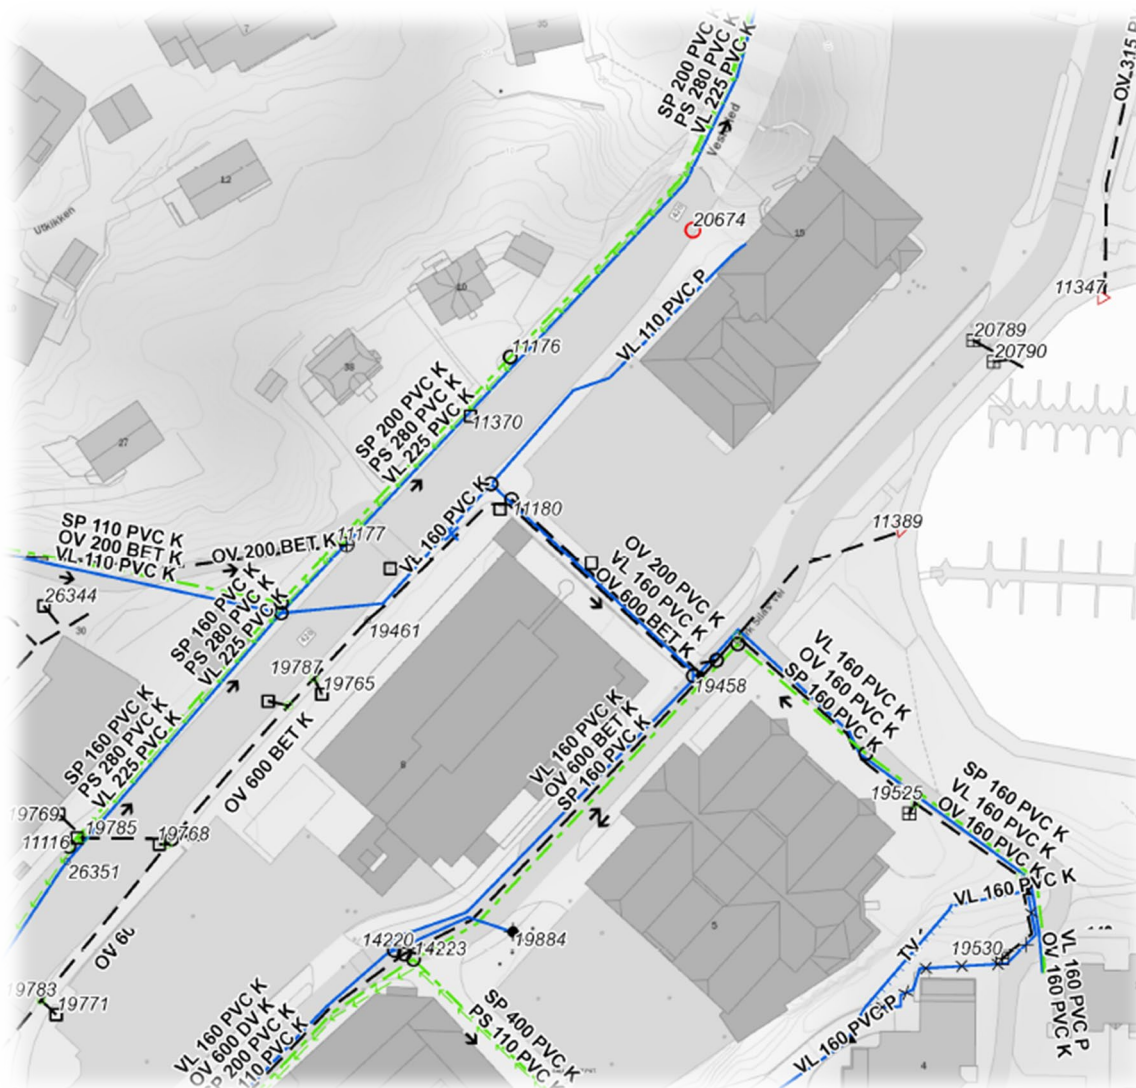 SP 200 PVC K
PS 280 PVC K
VL 225 PVC K
OV 315 P
7
12
Utkikken
20674
15
VL 110 PVC P
11347
20789
20790
10
38
11176
11370
SP 200 PVC K
PS 280 PVC K
VL 225 PVC K
27
11180
VL 160 PVC K
11389
SP 110 PVC K
OV 200 BET K
VL 110 PVC K
OV 200 BET K
11177
OV 200 PVC K
VL 160 PVC K
OV 600 BET K
26344
30
SP 160 PVC K
PS 280 PVC K
VL 225 PVC K
19461
19787
19765
19458
VL 160 PVC K
OV 160 PVC K
SP 160 PVC K
OV 600 BET K
8
VL 160 PVC K
OV 600 BET K
SP 160 PVC K
SP 160 PVC K
PS 280 PVC K
VL 225 PVC K
19525
SP 160 PVC K
VL 160 PVC K
OV 160 PVC K
19769
19785
19768
11116
26351
VL 160 PVC K
5
14220
14223
19884
19530
VL 160 PVC P
OV 160 PVC K
19783
19771
VL 160 PVC K
OV 600 DV K
SP 200 PVC K
110 PVC K
SP 400 PVC K
PS 110 PVC K
VL 160 PVC P
4